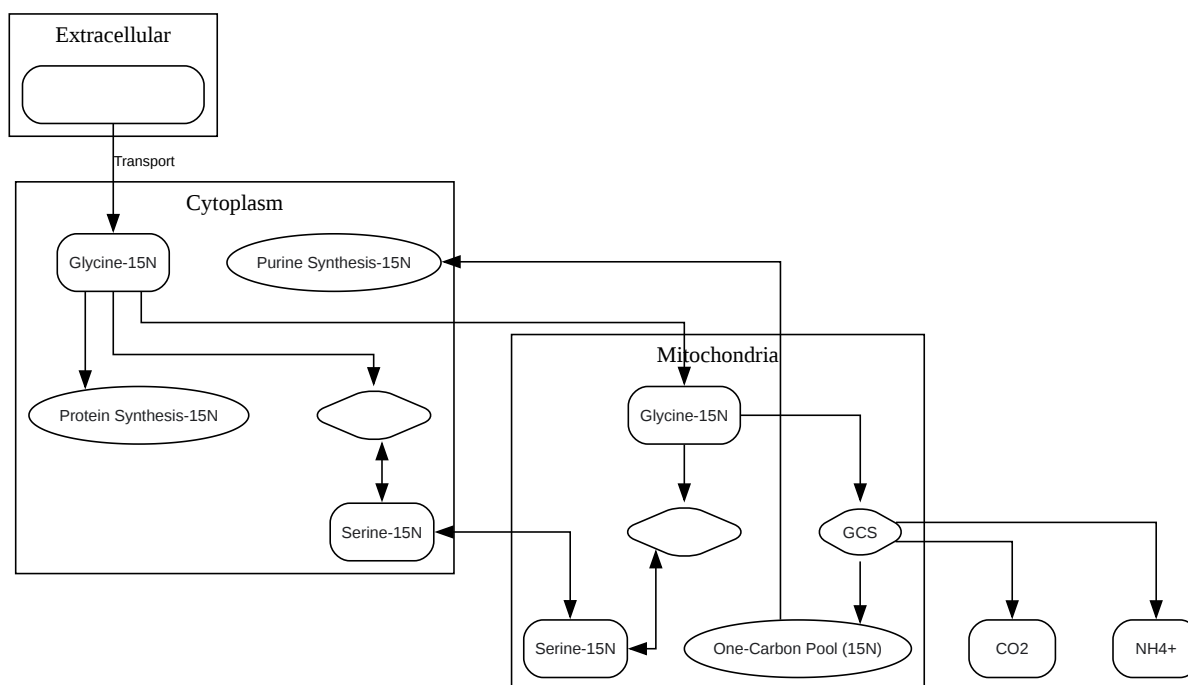 Extracellular
Transport
Cytoplasm
Glycine-15N
Purine Synthesis-15N
Mitochondria
Protein Synthesis-15N
Glycine-15N
Serine-15N
GCS
Serine-15N
One-Carbon Pool (15N)
CO2
NH4+